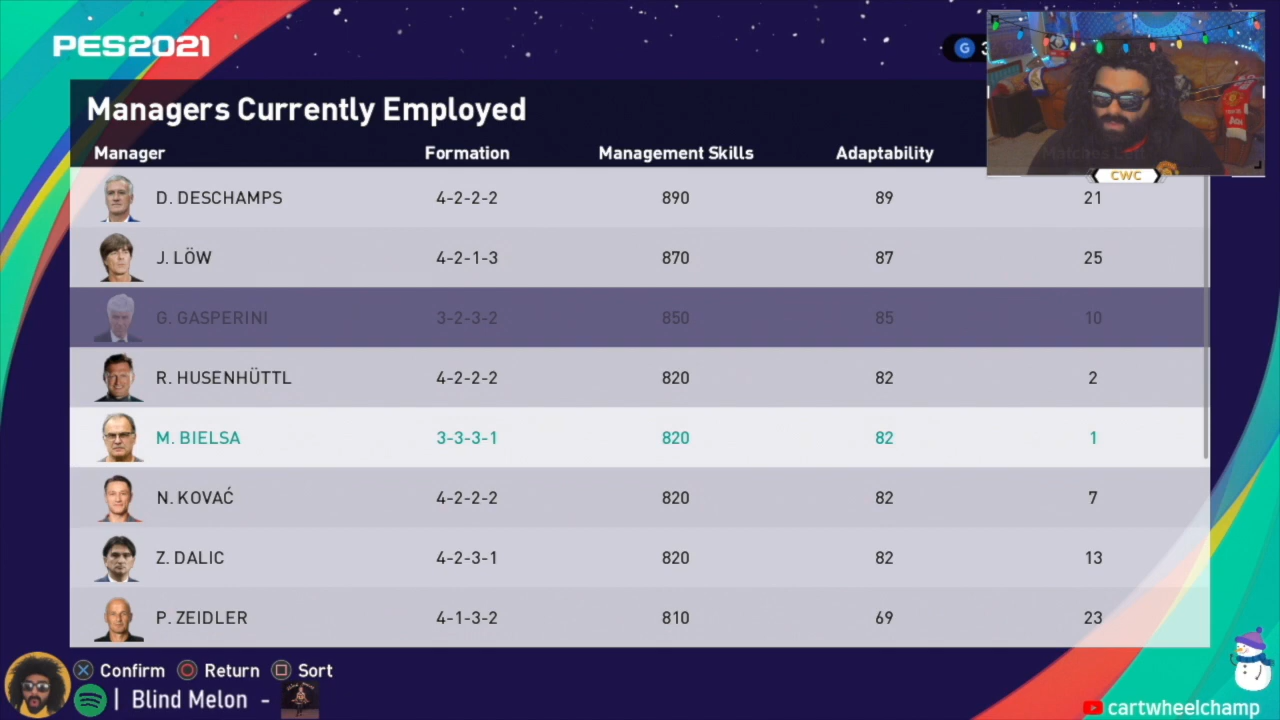 PES2021
G 3
Managers Currently Employed
Manager Formation Management Skills Adaptability
D. DESCHAMPS 4-2-2-2 890 89 21
J. LÖW 4-2-1-3 870 87 25
G. GASPERINI 3-2-3-2 850 85 10
R. HUSENHÜTTL 4-2-2-2 820 82 2
M. BIELSA 3-3-3-1 820 82 1
N. KOVAĆ 4-2-2-2 820 82 7
Z. DALIC 4-2-3-1 820 82 13
P. ZEIDLER 4-1-3-2 810 69 23
CWC
Confirm Return Sort
| Blind Melon -
cartwheelchamp